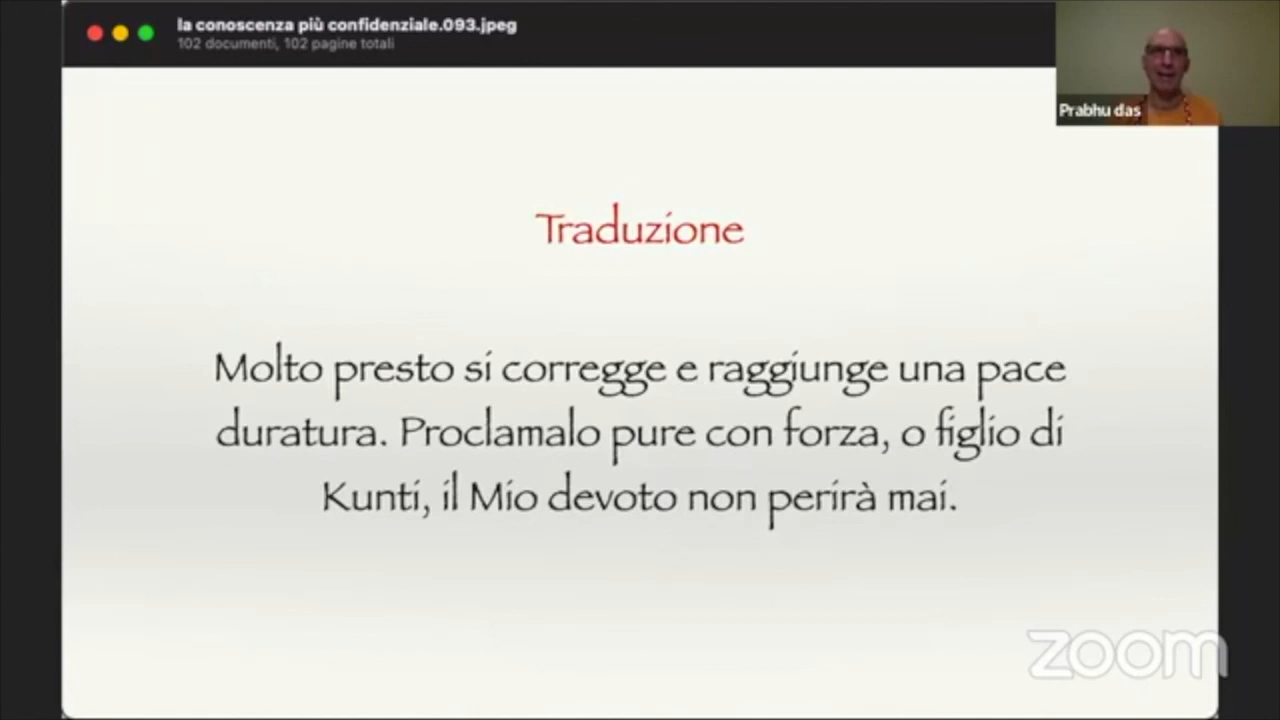 la conoscenza più confidenziale.093.jpeg
102 documenti, 102 pagine totali
Prabhu das
Traduzione
Molto presto si corregge e raggiunge una pace
duratura. Proclamalo pure con forza, o figlio di
Kunti, il Mio devoto non perirà mai.
zoom